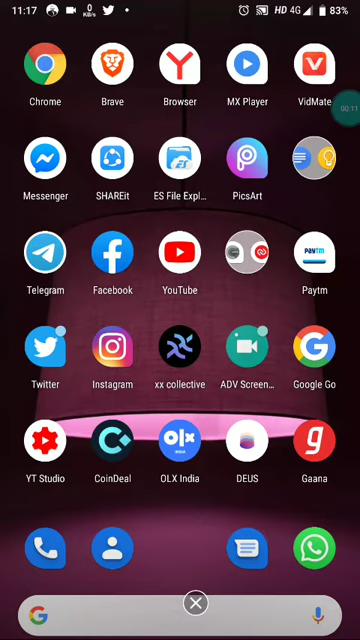 11:17 0 KB/s HD 4G 83%
Chrome Brave Browser MX Player VidMate
00:11
Messenger SHAREit ES File Expl... PicsArt
Telegram Facebook YouTube Paytm
Twitter Instagram xx collective ADV Screen... Google Go
YT Studio CoinDeal OLX India DEUS Gaana